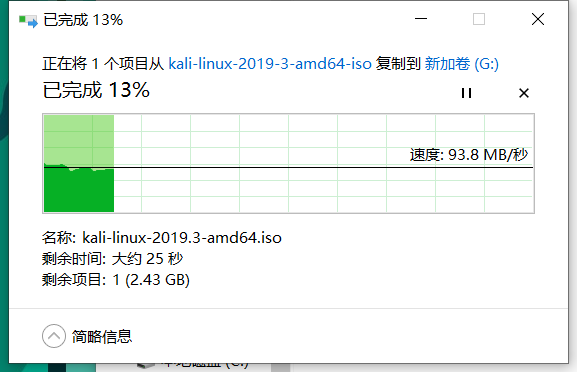 已完成 13%
正在将 1 个项目从 kali-linux-2019-3-amd64-iso 复制到 新加卷 (G:)
已完成 13%
速度: 93.8 MB/秒
名称: kali-linux-2019.3-amd64.iso
剩余时间: 大约 25 秒
剩余项目: 1 (2.43 GB)
简略信息